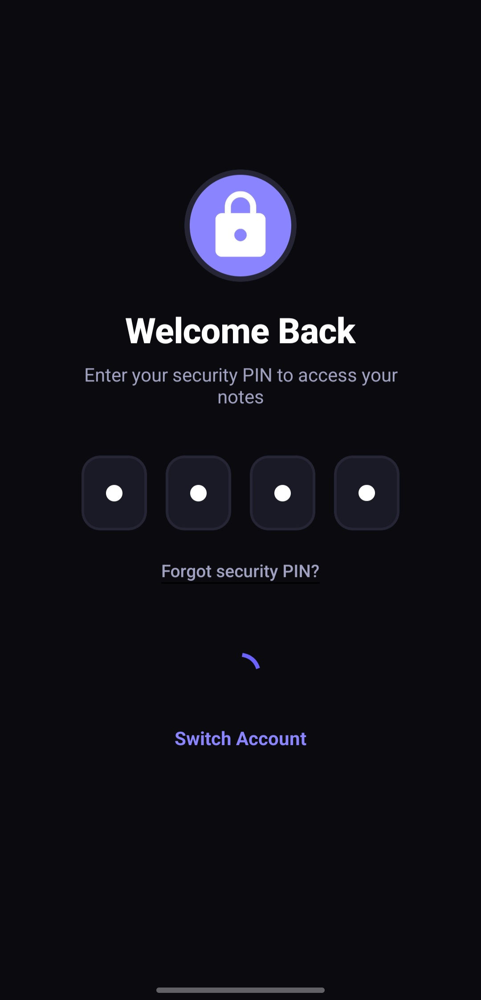 Welcome Back
Enter your security PIN to access your
notes
Forgot security PIN?
Switch Account